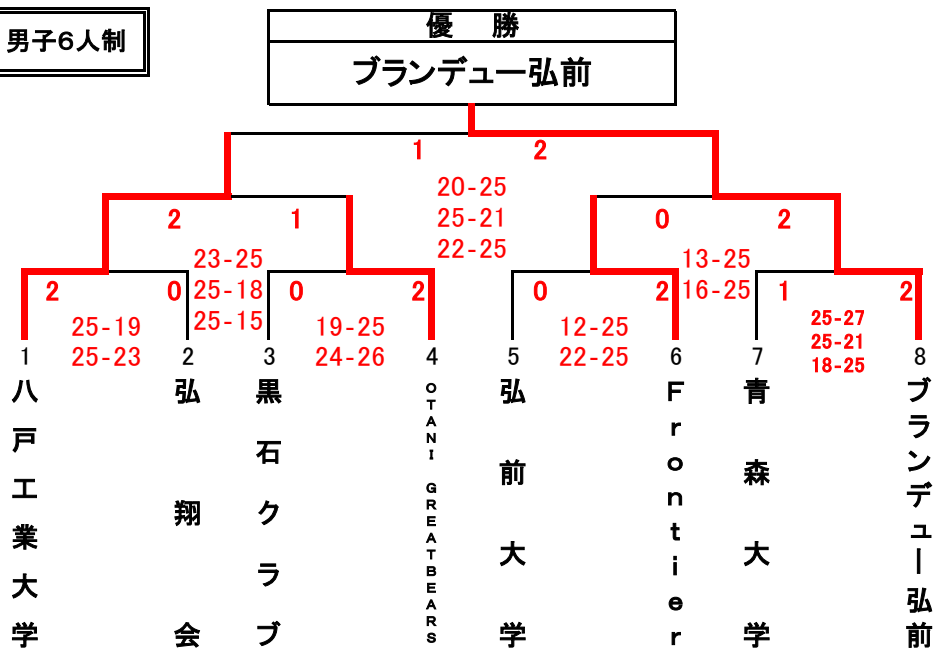 男子6人制
優　勝
ブランデュー弘前
1 2
20-25
25-21
22-25
2 1
23-25
25-18
25-15
0 2
13-25
16-25
2 0
25-19
25-23
0 2
19-25
24-26
0 2
12-25
22-25
1 2
25-27
25-21
18-25
1
八戸工業大学
2
弘翔会
3
黒石クラブ
4
OTANI GREATBEARS
5
弘前大学
6
Frontier
7
青森大学
8
ブランデュー弘前